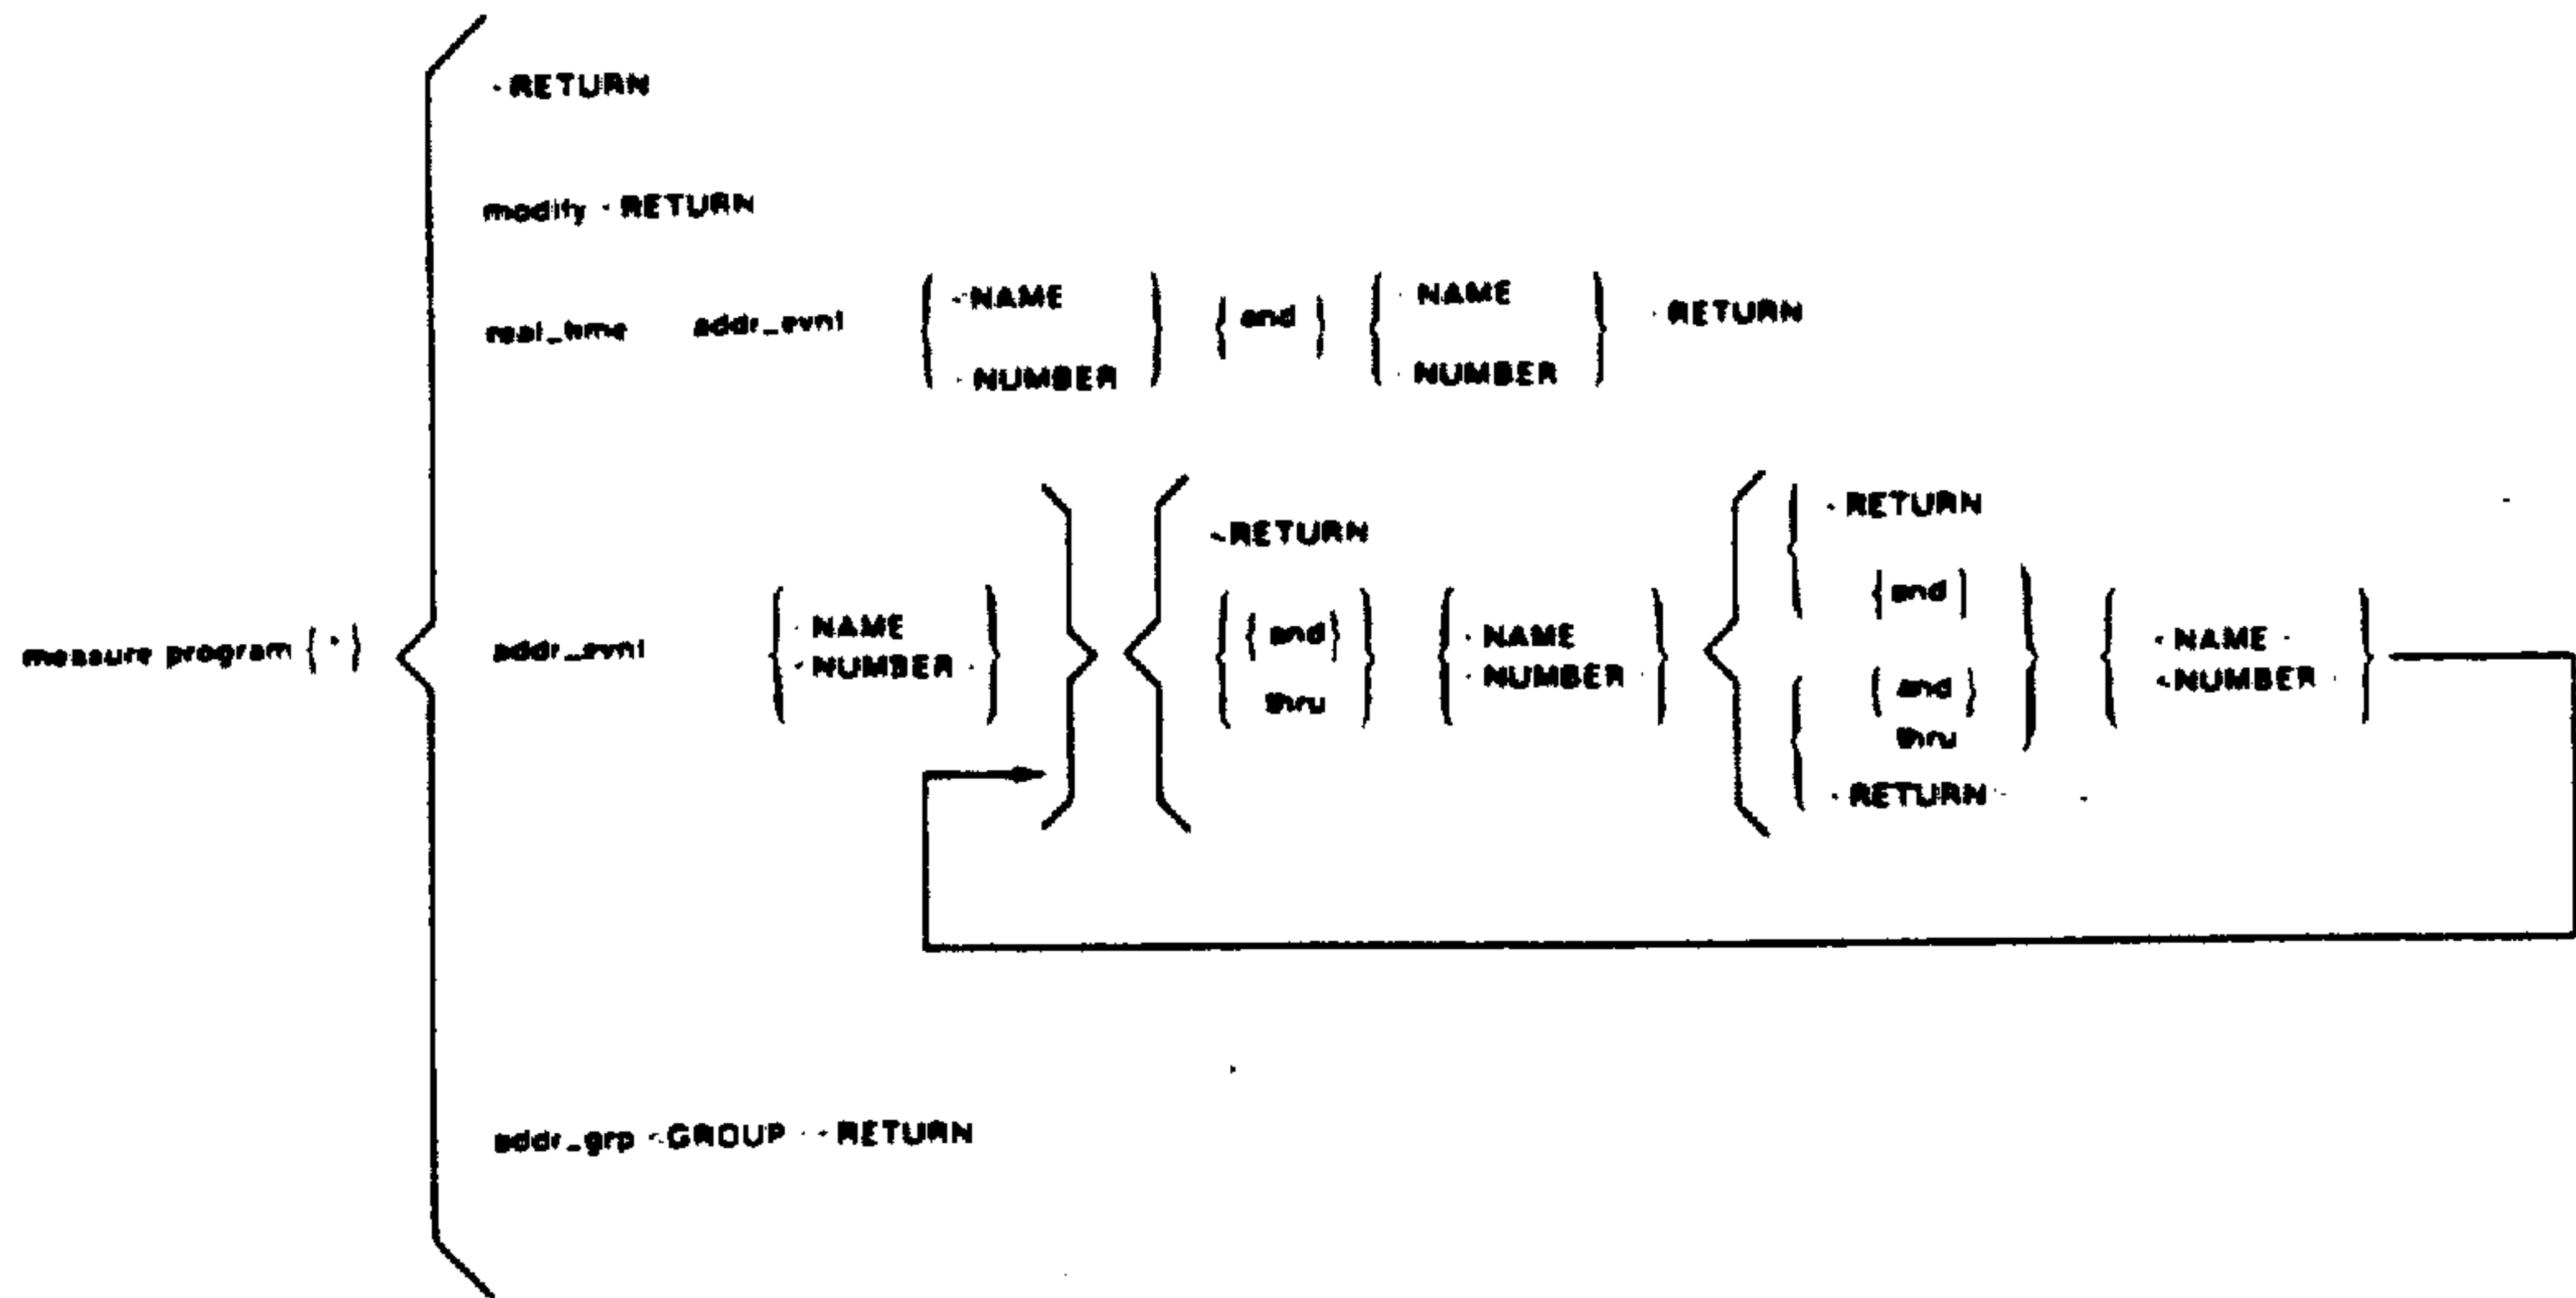 -RETURN
modify -RETURN
real_time addr_evnt { -NAME -NUMBER } { and } { -NAME -NUMBER } -RETURN
measure program { * }
addr_evnt { -NAME -NUMBER }
-RETURN
{ and } thru
{ -NAME -NUMBER }
-RETURN
{ and }
{ and }
thru
-RETURN
{ -NAME -NUMBER }
addr_grp -GROUP -RETURN